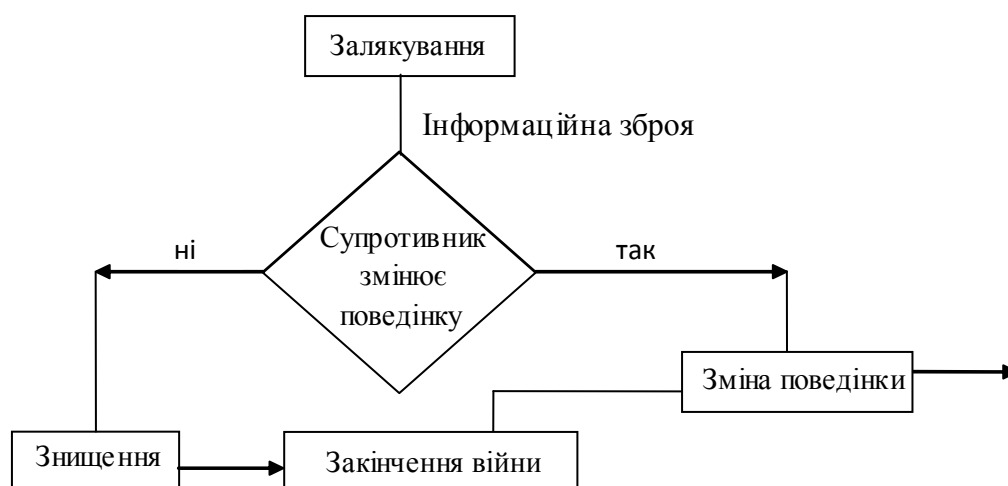 Залякування
Інформаційна зброя
Супротивник
змінює
поведінку
ні
так
Зміна поведінки
Знищення
Закінчення війни